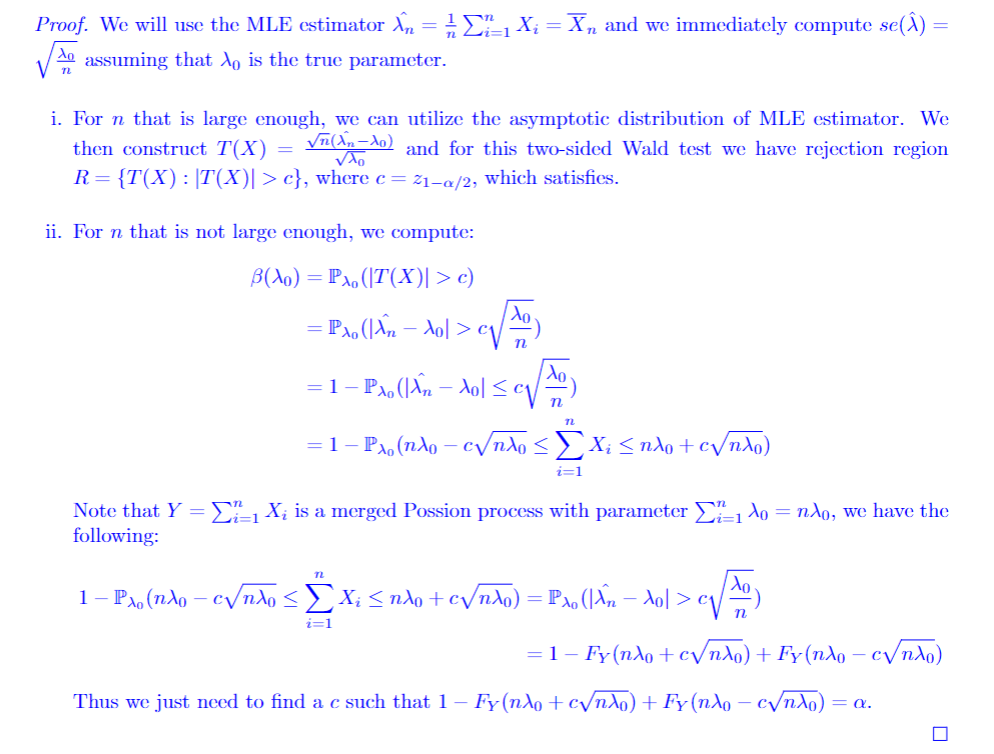 Proof. We will use the MLE estimator $\hat{\lambda_n} = \frac{1}{n}\sum_{i=1}^{n} X_i = \overline{X}_n$ and we immediately compute $se(\hat{\lambda}) =$
$\sqrt{\frac{\lambda_0}{n}}$ assuming that $\lambda_0$ is the true parameter.
i. For $n$ that is large enough, we can utilize the asymptotic distribution of MLE estimator. We
then construct $T(X) = \frac{\sqrt{n}(\hat{\lambda_n}-\lambda_0)}{\sqrt{\lambda_0}}$ and for this two-sided Wald test we have rejection region
$R = \{T(X) : |T(X)| > c\}$, where $c = z_{1-\alpha/2}$, which satisfies.
ii. For $n$ that is not large enough, we compute:
$\beta(\lambda_0) = \mathbb{P}_{\lambda_0}(|T(X)| > c)$
$= \mathbb{P}_{\lambda_0}(|\hat{\lambda_n} - \lambda_0| > c\sqrt{\frac{\lambda_0}{n}})$
$= 1 - \mathbb{P}_{\lambda_0}(|\hat{\lambda_n} - \lambda_0| \leq c\sqrt{\frac{\lambda_0}{n}})$
$= 1 - \mathbb{P}_{\lambda_0}(n\lambda_0 - c\sqrt{n\lambda_0} \leq \sum_{i=1}^{n} X_i \leq n\lambda_0 + c\sqrt{n\lambda_0})$
Note that $Y = \sum_{i=1}^{n} X_i$ is a merged Possion process with parameter $\sum_{i=1}^{n} \lambda_0 = n\lambda_0$, we have the
following:
$1 - \mathbb{P}_{\lambda_0}(n\lambda_0 - c\sqrt{n\lambda_0} \leq \sum_{i=1}^{n} X_i \leq n\lambda_0 + c\sqrt{n\lambda_0}) = \mathbb{P}_{\lambda_0}(|\hat{\lambda_n} - \lambda_0| > c\sqrt{\frac{\lambda_0}{n}})$
$= 1 - F_Y(n\lambda_0 + c\sqrt{n\lambda_0}) + F_Y(n\lambda_0 - c\sqrt{n\lambda_0})$
Thus we just need to find a $c$ such that $1 - F_Y(n\lambda_0 + c\sqrt{n\lambda_0}) + F_Y(n\lambda_0 - c\sqrt{n\lambda_0}) = \alpha$.
□